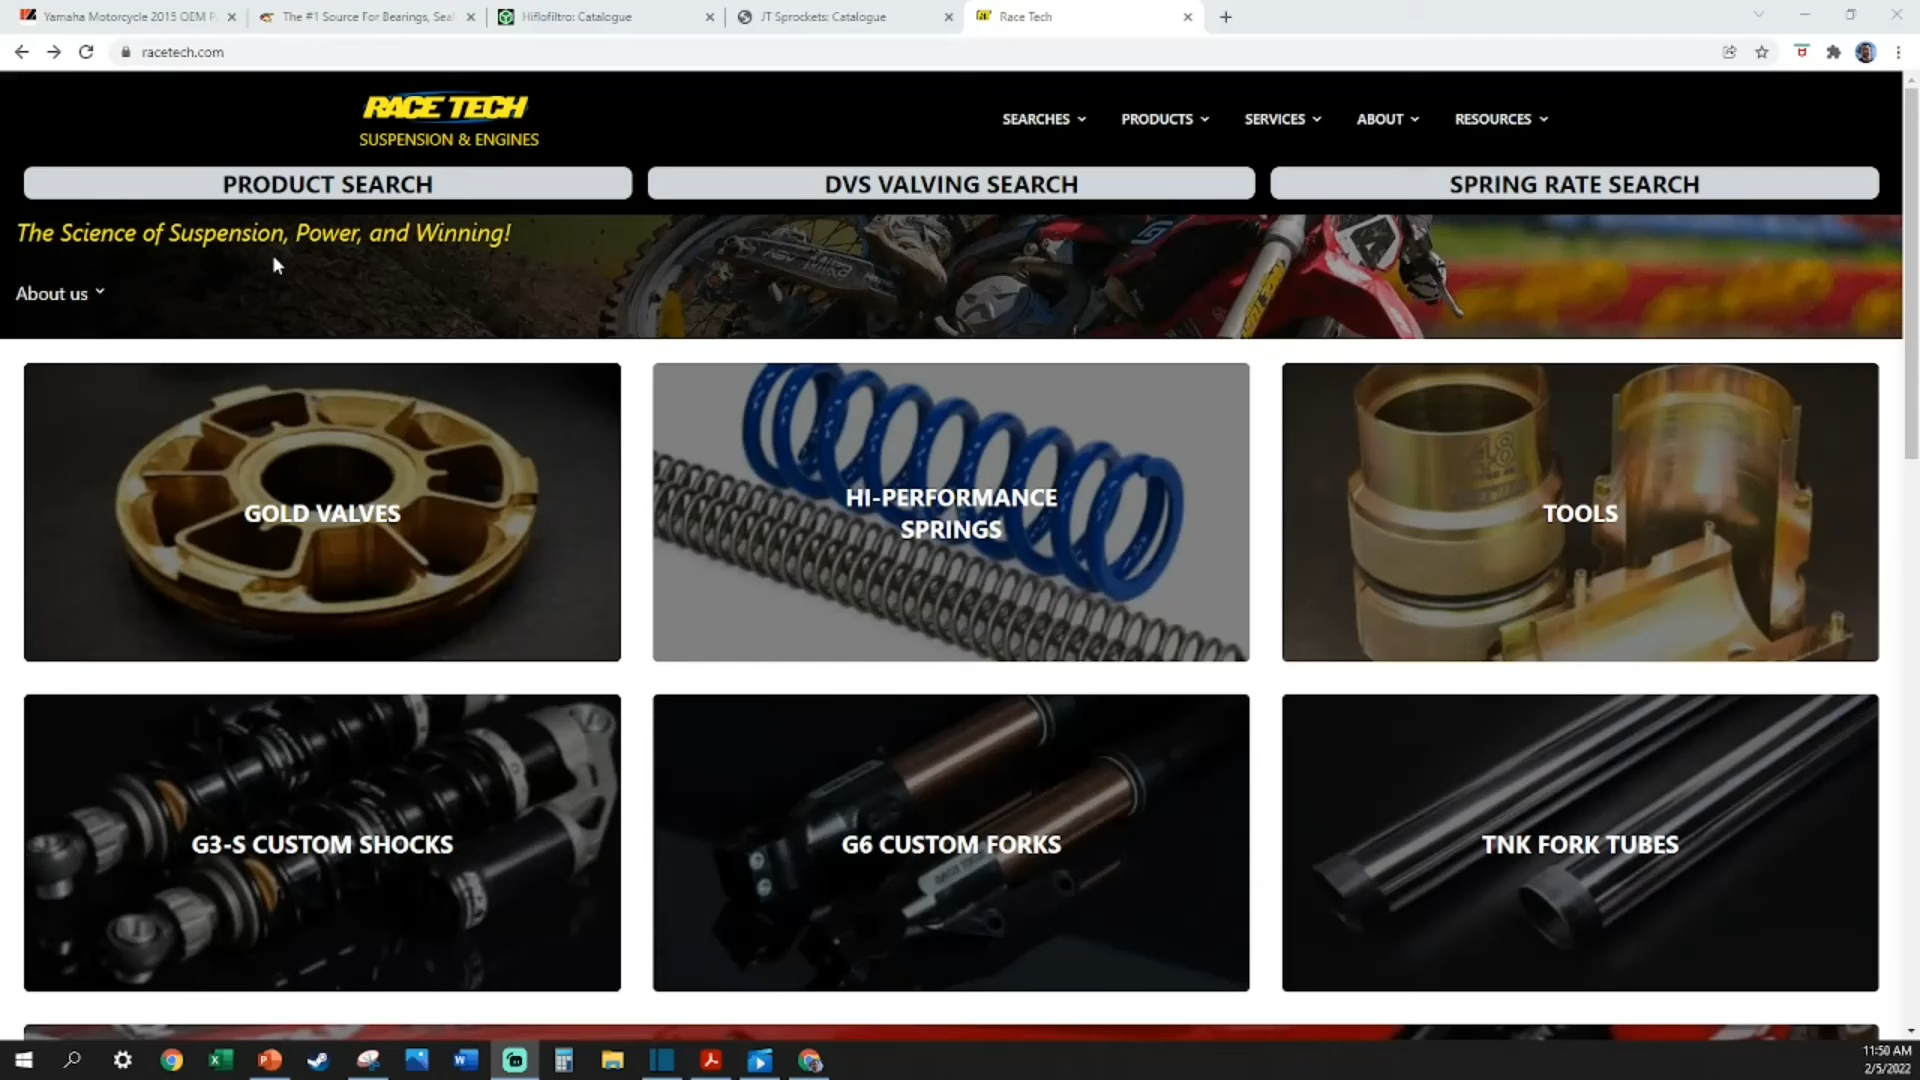 Yamaha Motorcycle 2015 OEM P
The #1 Source For Bearings, Seal
Hiflofiltro: Catalogue
JT Sprockets: Catalogue
Race Tech
racetech.com
RACE TECH
SUSPENSION & ENGINES
SEARCHES
PRODUCTS
SERVICES
ABOUT
RESOURCES
PRODUCT SEARCH
DVS VALVING SEARCH
SPRING RATE SEARCH
The Science of Suspension, Power, and Winning!
About us
GOLD VALVES
HI-PERFORMANCE
SPRINGS
TOOLS
48
G3-S CUSTOM SHOCKS
G6 CUSTOM FORKS
TNK FORK TUBES
11:50 AM
2/5/2022